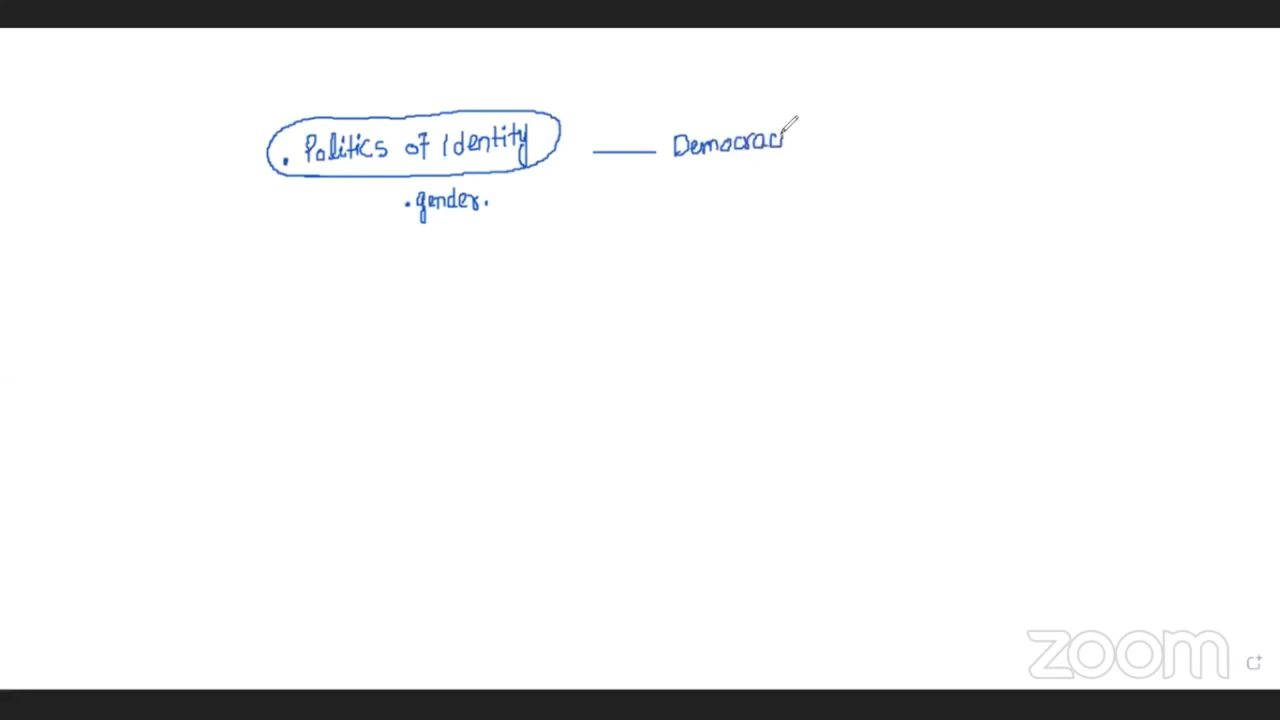 . Politics of Identity —— Democrac
. gender .
zoom